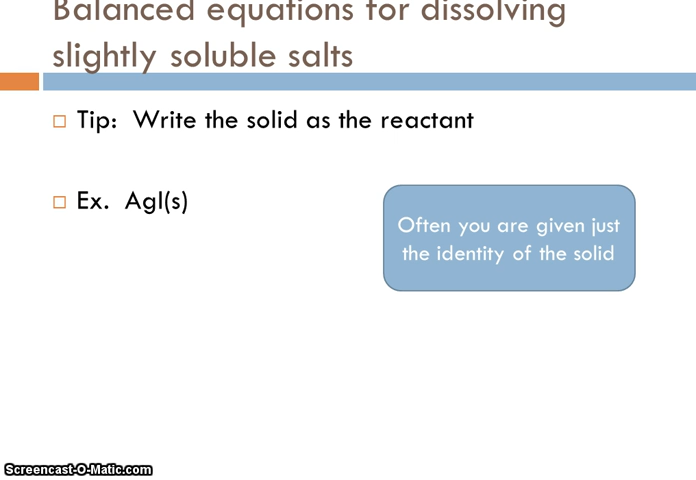 Balanced equations for dissolving
slightly soluble salts
Tip: Write the solid as the reactant
Ex. AgI(s)
Often you are given just
the identity of the solid
Screencast-O-Matic.com